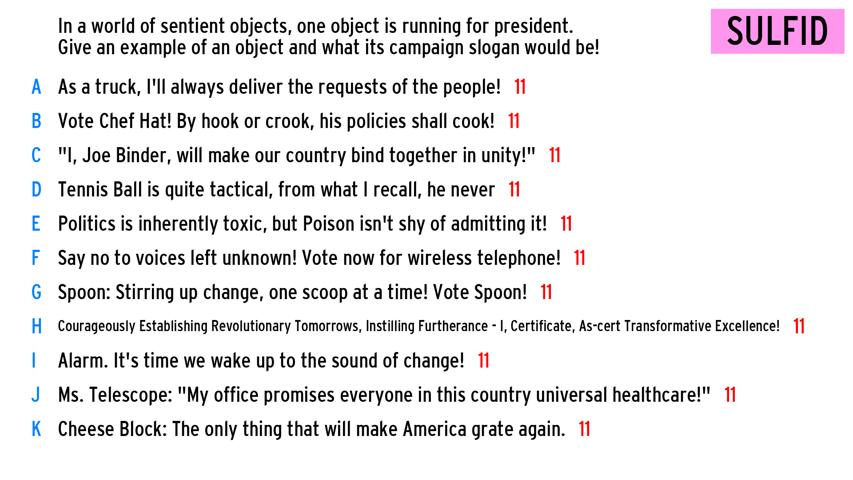 In a world of sentient objects, one object is running for president.
Give an example of an object and what its campaign slogan would be!
SULFID
A As a truck, I'll always deliver the requests of the people! 11
B Vote Chef Hat! By hook or crook, his policies shall cook! 11
C "I, Joe Binder, will make our country bind together in unity!" 11
D Tennis Ball is quite tactical, from what I recall, he never 11
E Politics is inherently toxic, but Poison isn't shy of admitting it! 11
F Say no to voices left unknown! Vote now for wireless telephone! 11
G Spoon: Stirring up change, one scoop at a time! Vote Spoon! 11
H Courageously Establishing Revolutionary Tomorrows, Instilling Furtherance - I, Certificate, As-cert Transformative Excellence! 11
I Alarm. It's time we wake up to the sound of change! 11
J Ms. Telescope: "My office promises everyone in this country universal healthcare!" 11
K Cheese Block: The only thing that will make America grate again. 11